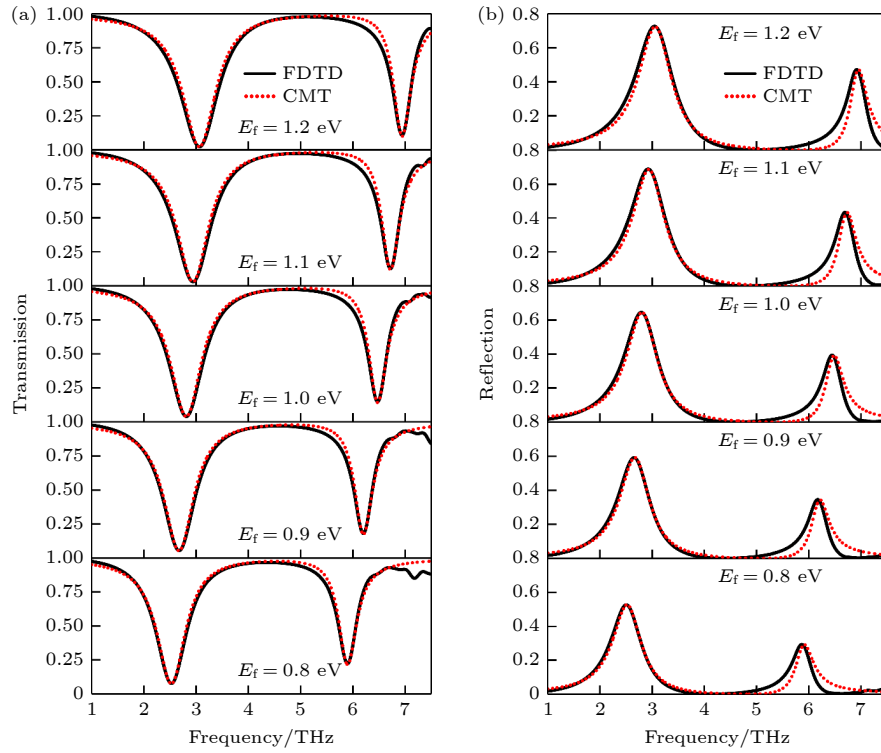 (a)
Transmission
1.00
0.75
0.50
0.25
FDTD
CMT
E_f = 1.2 eV
1.00
0.75
0.50
0.25
E_f = 1.1 eV
1.00
0.75
0.50
0.25
E_f = 1.0 eV
1.00
0.75
0.50
0.25
E_f = 0.9 eV
1.00
0.75
0.50
0.25
0
E_f = 0.8 eV
1 2 3 4 5 6 7
Frequency/THz
(b)
Reflection
0.8
0.6
0.4
0.2
E_f = 1.2 eV
FDTD
CMT
0.8
0.6
0.4
0.2
E_f = 1.1 eV
0.8
0.6
0.4
0.2
E_f = 1.0 eV
0.8
0.6
0.4
0.2
E_f = 0.9 eV
0.8
0.6
0.4
0.2
0
E_f = 0.8 eV
1 2 3 4 5 6 7
Frequency/THz